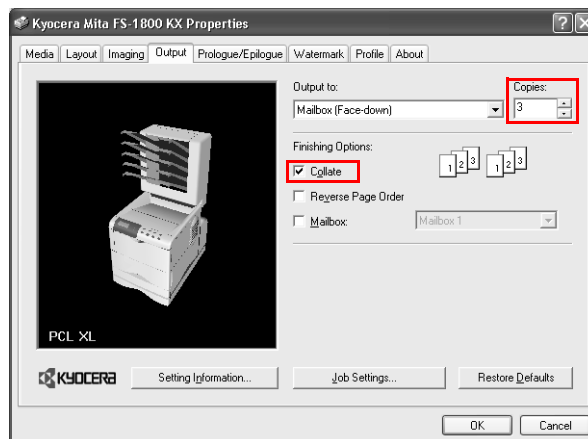 Kyocera Mita FS-1800 KX Properties
Media Layout Imaging Output Prologue/Epilogue Watermark Profile About
Output to: Copies:
Mailbox (Face-down) 3
Finishing Options:
Collate 1 2 3 1 2 3
Reverse Page Order
Mailbox: Mailbox 1
PCL XL
KYOCERA Setting Information... Job Settings... Restore Defaults
OK Cancel